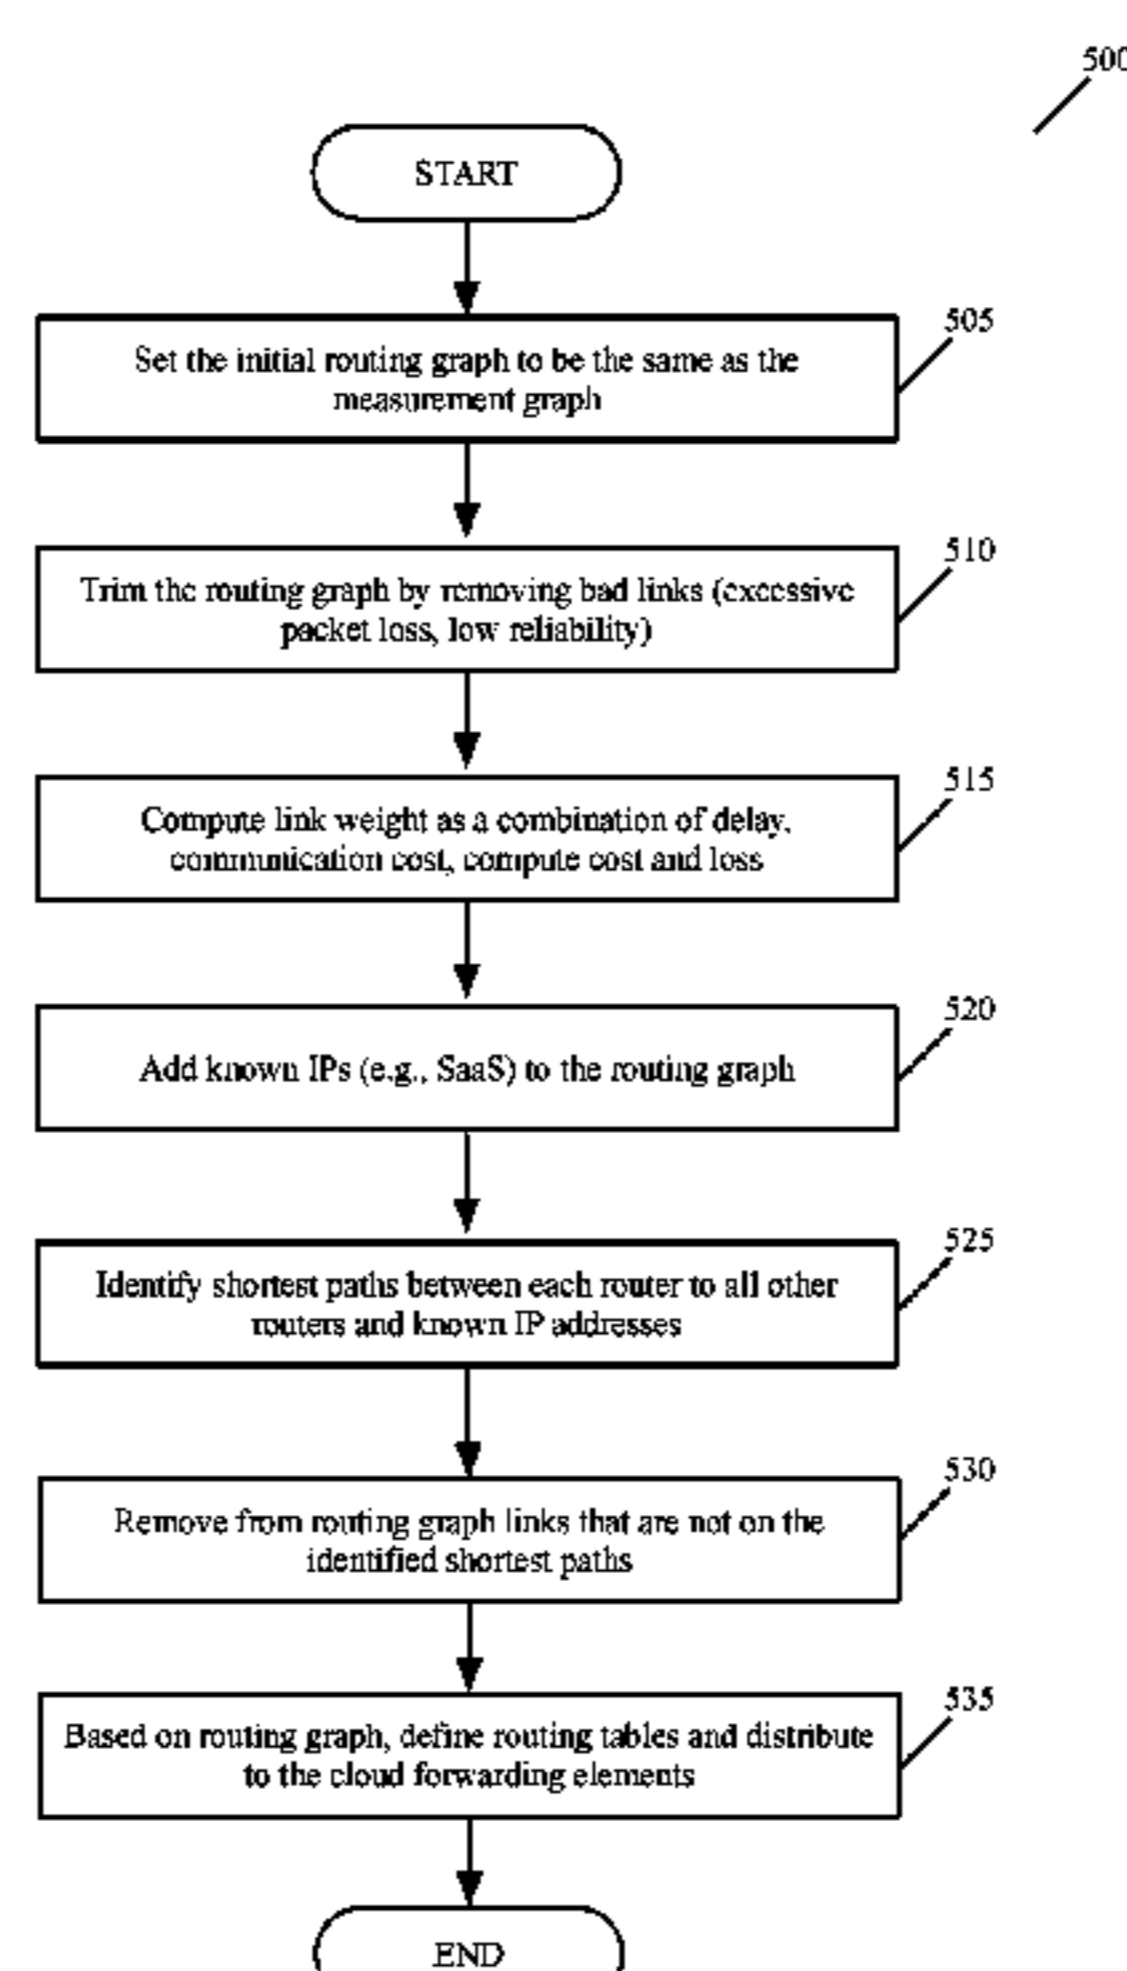 500
START
505
Set the initial routing graph to be the same as the
measurement graph
510
Trim the routing graph by removing bad links (excessive
packet loss, low reliability)
515
Compute link weight as a combination of delay,
communication cost, compute cost and loss
520
Add known IPs (e.g., SaaS) to the routing graph
525
Identify shortest paths between each router to all other
routers and known IP addresses
530
Remove from routing graph links that are not on the
identified shortest paths
535
Based on routing graph, define routing tables and distribute
to the cloud forwarding elements
END